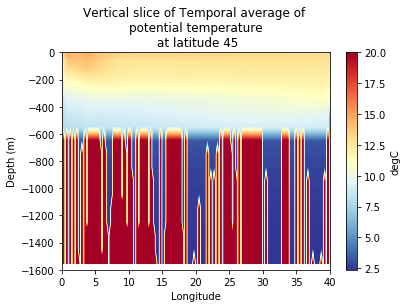 Vertical slice of Temporal average of
potential temperature
at latitude 45
0
−200
−400
−600
−800
−1000
−1200
−1400
−1600
Depth (m)
0 5 10 15 20 25 30 35 40
Longitude
20.0
17.5
15.0
12.5
10.0
7.5
5.0
2.5
degC